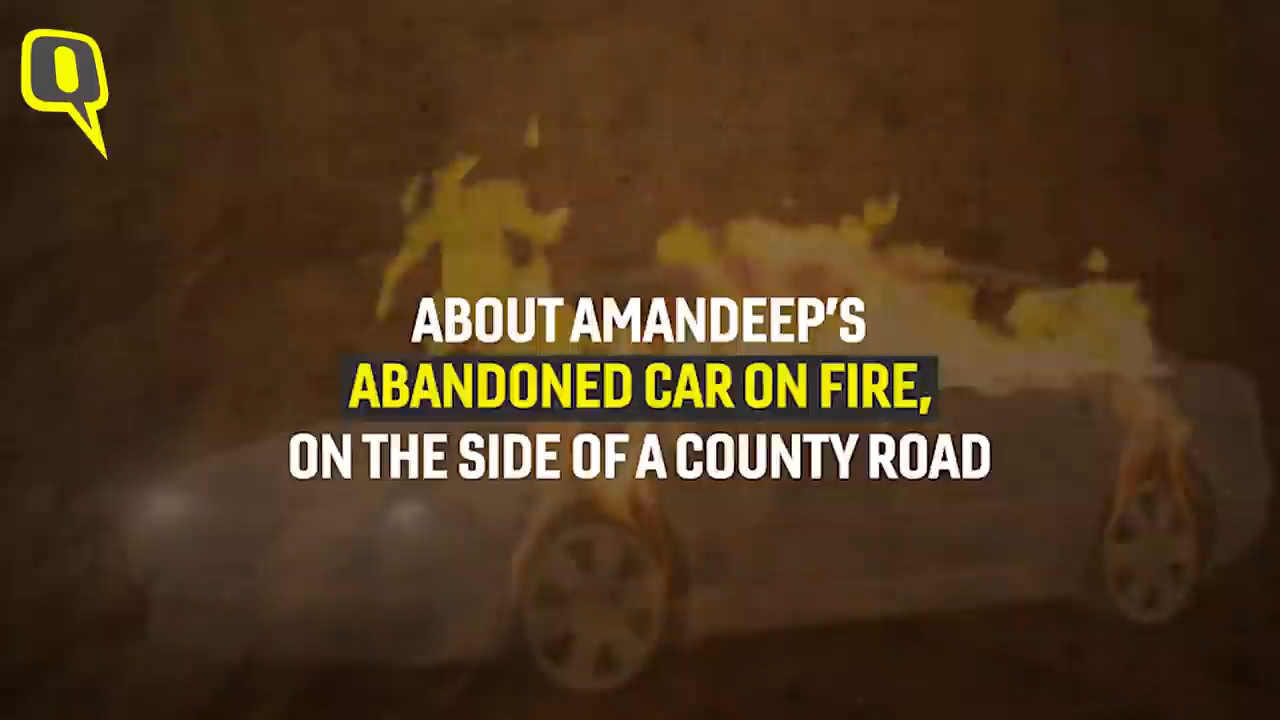 ABOUT AMANDEEP'S
ABANDONED CAR ON FIRE,
ON THE SIDE OF A COUNTY ROAD